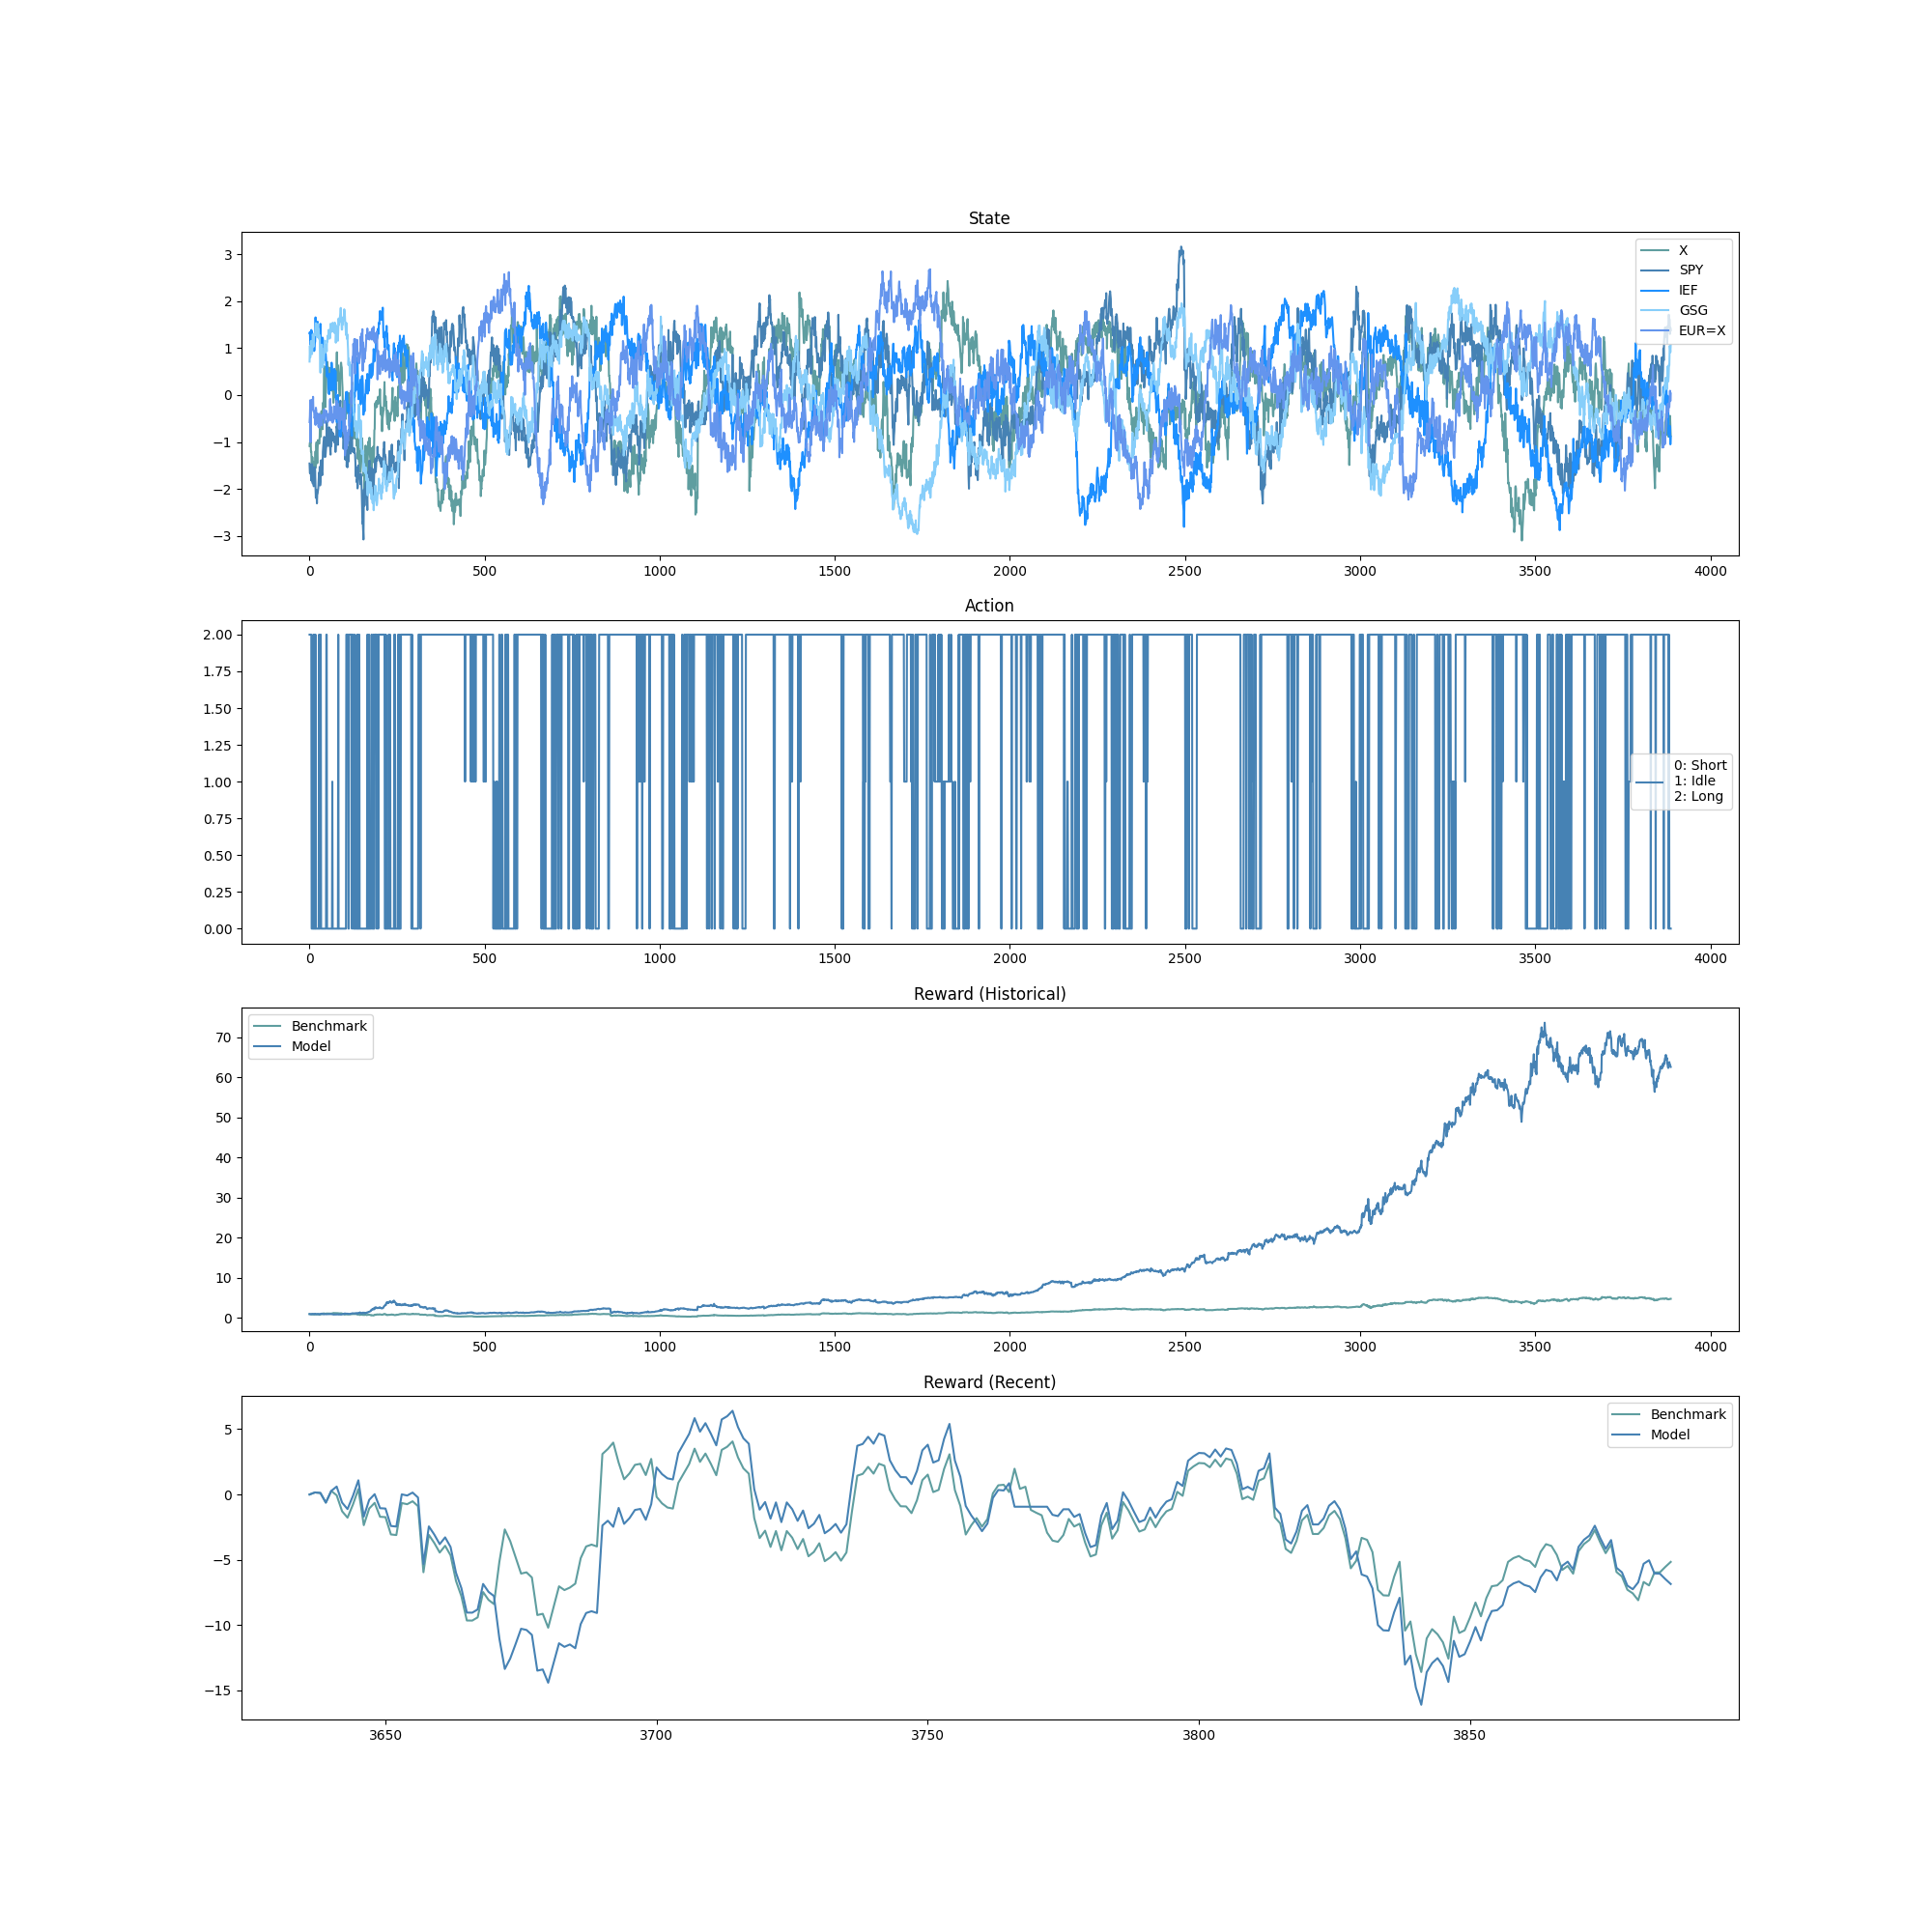 State
3
2
1
0
−1
−2
−3
X
SPY
IEF
GSG
EUR=X
0 500 1000 1500 2000 2500 3000 3500 4000
Action
2.00
1.75
1.50
1.25
1.00
0.75
0.50
0.25
0.00
0: Short
1: Idle
2: Long
0 500 1000 1500 2000 2500 3000 3500 4000
Reward (Historical)
Benchmark
Model
70
60
50
40
30
20
10
0
0 500 1000 1500 2000 2500 3000 3500 4000
Reward (Recent)
Benchmark
Model
5
0
−5
−10
−15
3650 3700 3750 3800 3850